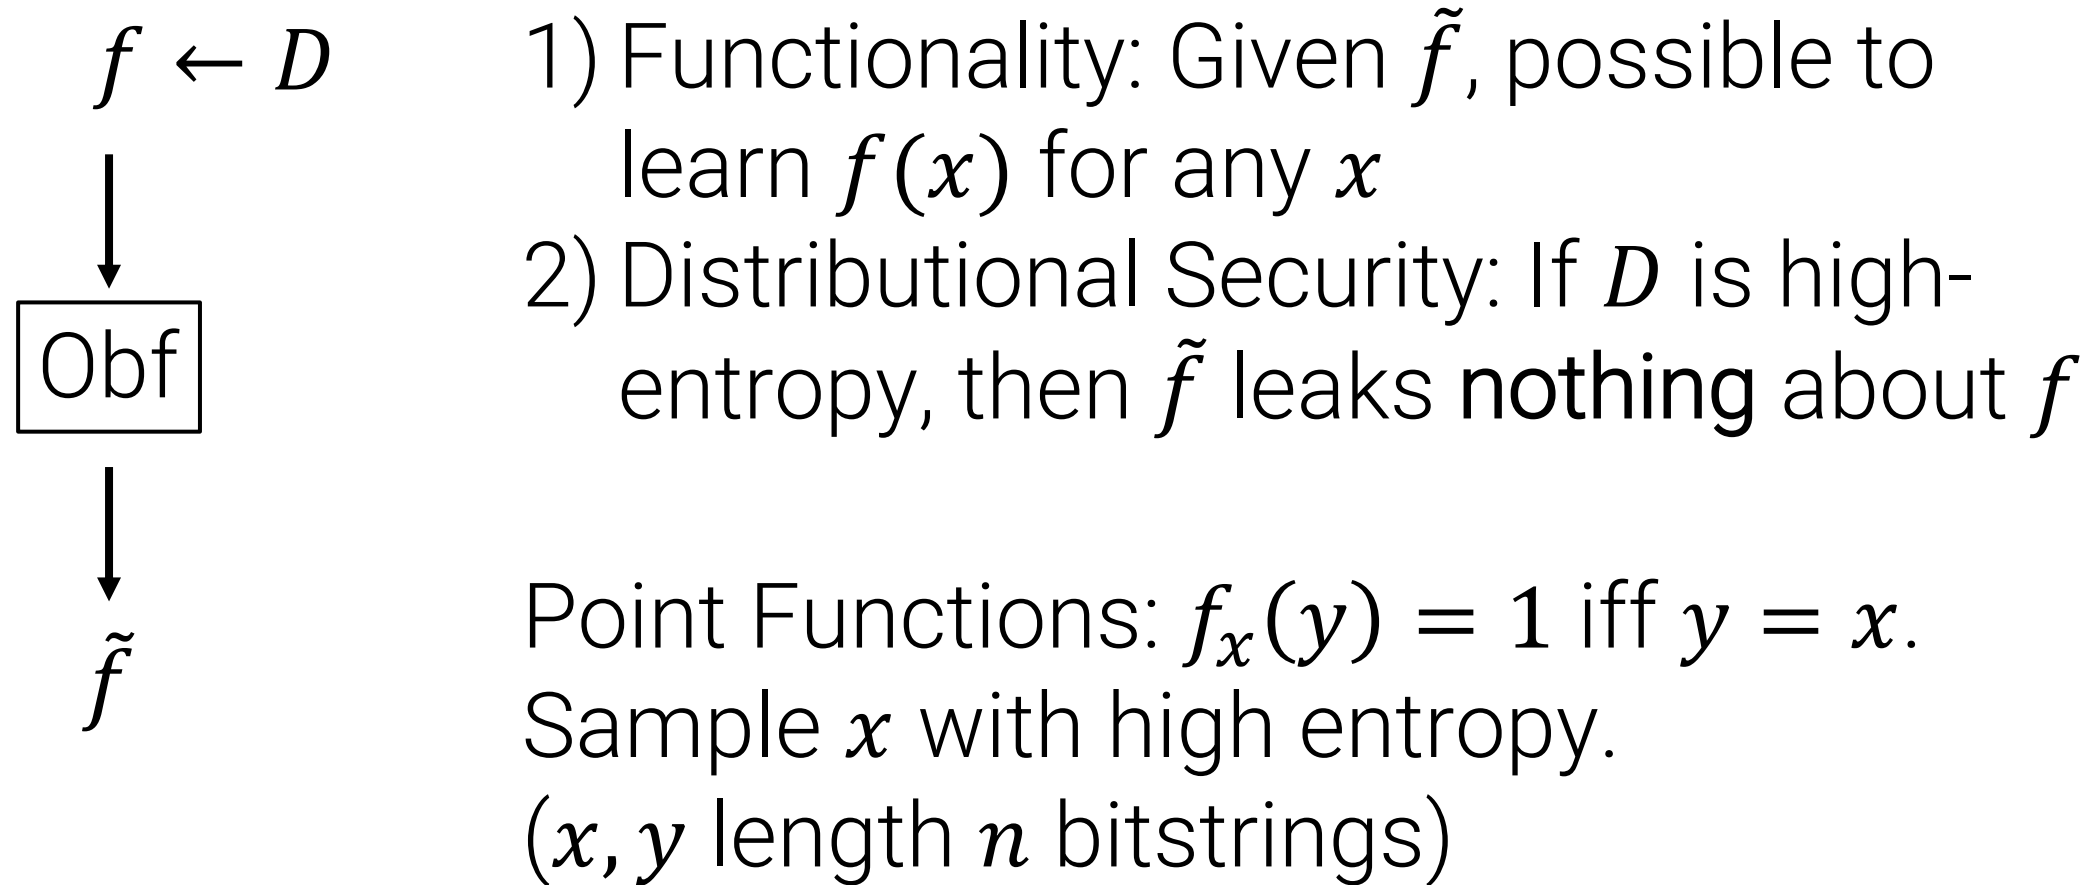 f ← D
Obf
f̃
1) Functionality: Given f̃, possible to
learn f(x) for any x
2) Distributional Security: If D is high-
entropy, then f̃ leaks nothing about f
Point Functions: fₓ(y) = 1 iff y = x.
Sample x with high entropy.
(x, y length n bitstrings)